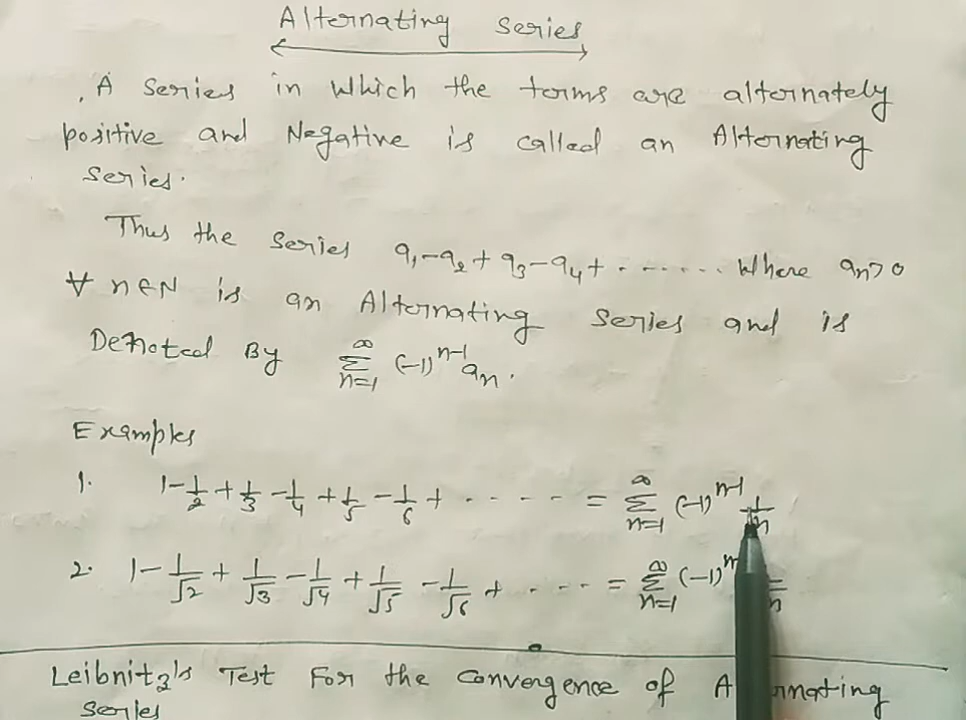 Alternating Series
A series in which the terms are alternately
positive and Negative is called an Alternating
series.
Thus the series a₁-a₂+a₃-a₄+....... where aₙ>0
∀ n∈N is an Alternating series and is
Denoted By ∑_{n=1}^{∞} (-1)^{n-1} aₙ.
Examples
1. 1-1/2+1/3-1/4+1/5-1/6+..... = ∑_{n=1}^{∞} (-1)^{n-1} 1/n
2. 1-1/√2+1/√3-1/√4+1/√5-1/√6+..... = ∑_{n=1}^{∞} (-1)
Leibnitz's Test For the convergence of
series